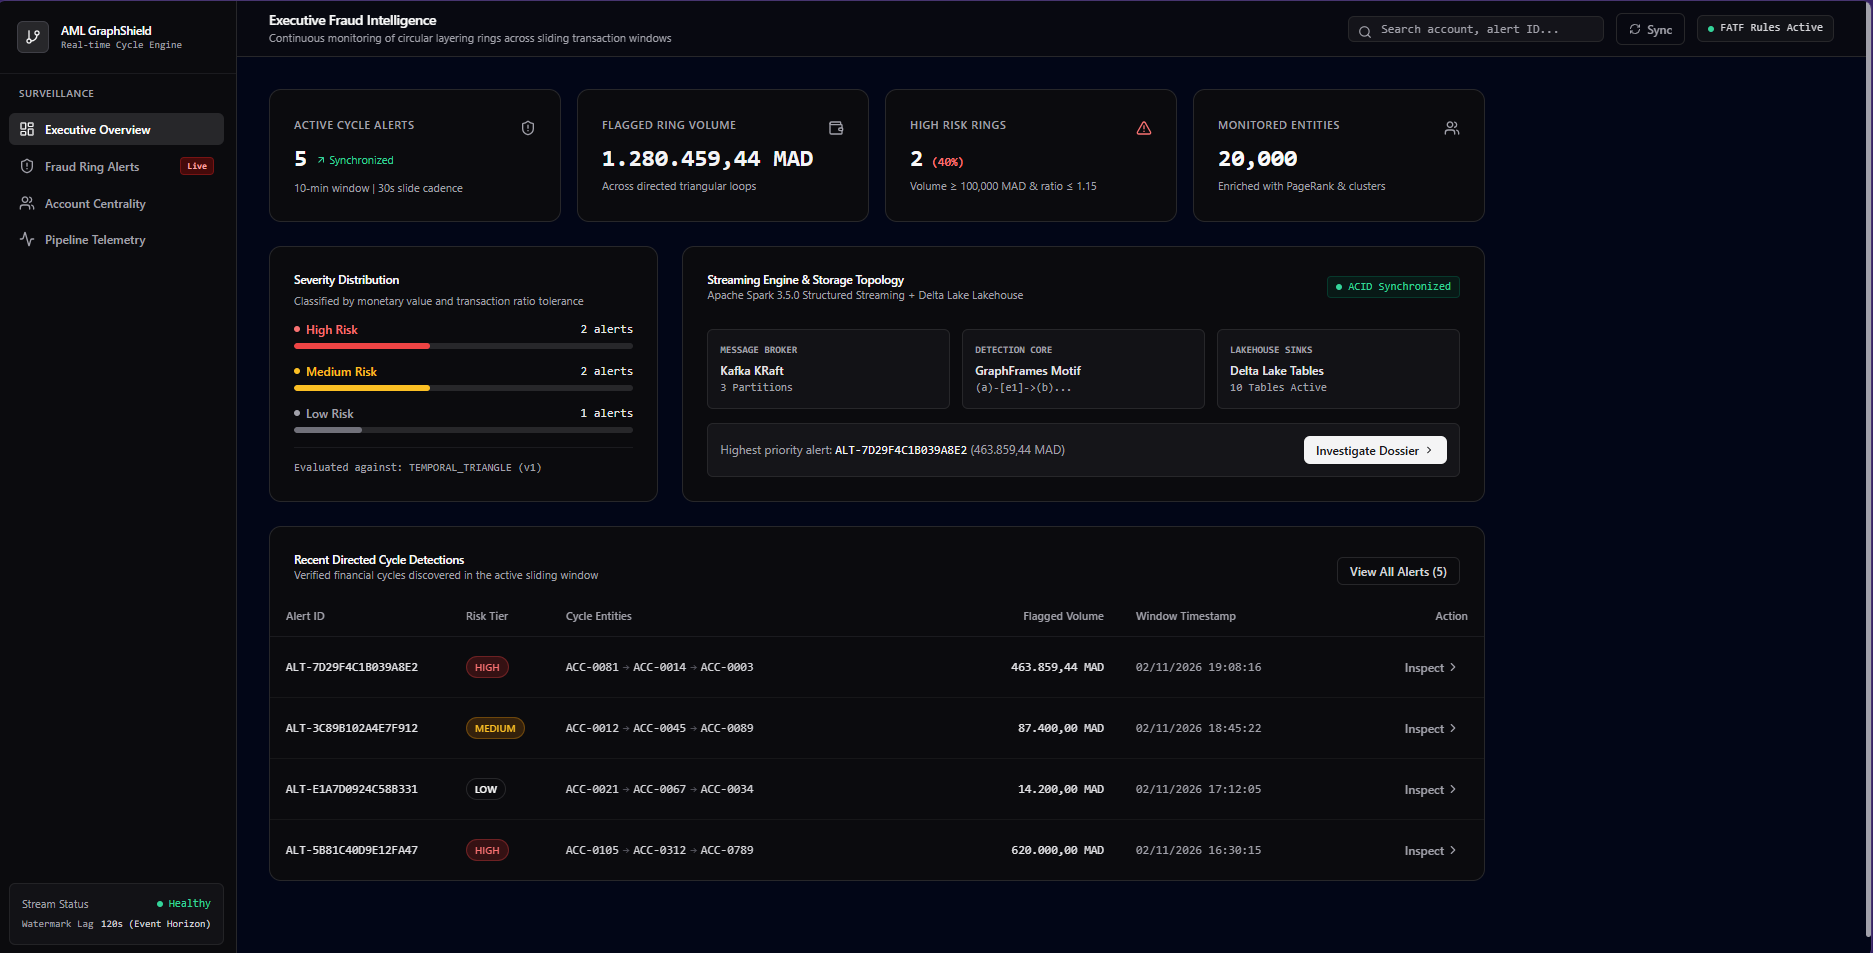 AML GraphShield
Real-time Cycle Engine
SURVEILLANCE
Executive Overview
Fraud Ring Alerts Live
Account Centrality
Pipeline Telemetry
Stream Status Healthy
Watermark Lag 120s (Event Horizon)
Executive Fraud Intelligence
Continuous monitoring of circular layering rings across sliding transaction windows
Search account, alert ID...
Sync
FATF Rules Active
ACTIVE CYCLE ALERTS
5 ↗ Synchronized
10-min window | 30s slide cadence
FLAGGED RING VOLUME
1.280.459,44 MAD
Across directed triangular loops
HIGH RISK RINGS
2 (40%)
Volume ≥ 100,000 MAD & ratio ≤ 1.15
MONITORED ENTITIES
20,000
Enriched with PageRank & clusters
Severity Distribution
Classified by monetary value and transaction ratio tolerance
High Risk 2 alerts
Medium Risk 2 alerts
Low Risk 1 alerts
Evaluated against: TEMPORAL_TRIANGLE (v1)
Streaming Engine & Storage Topology
Apache Spark 3.5.0 Structured Streaming + Delta Lake Lakehouse
ACID Synchronized
MESSAGE BROKER
Kafka KRaft
3 Partitions
DETECTION CORE
GraphFrames Motif
(a)-[e1]->(b)...
LAKEHOUSE SINKS
Delta Lake Tables
10 Tables Active
Highest priority alert: ALT-7D29F4C1B039A8E2 (463.859,44 MAD)
Investigate Dossier
Recent Directed Cycle Detections
Verified financial cycles discovered in the active sliding window
View All Alerts (5)
Alert ID Risk Tier Cycle Entities Flagged Volume Window Timestamp Action
ALT-7D29F4C1B039A8E2 HIGH ACC-0081 → ACC-0014 → ACC-0003 463.859,44 MAD 02/11/2026 19:08:16 Inspect
ALT-3C89B102A4E7F912 MEDIUM ACC-0012 → ACC-0045 → ACC-0089 87.400,00 MAD 02/11/2026 18:45:22 Inspect
ALT-E1A7D0924C58B331 LOW ACC-0021 → ACC-0067 → ACC-0034 14.200,00 MAD 02/11/2026 17:12:05 Inspect
ALT-5B81C40D9E12FA47 HIGH ACC-0105 → ACC-0312 → ACC-0789 620.000,00 MAD 02/11/2026 16:30:15 Inspect